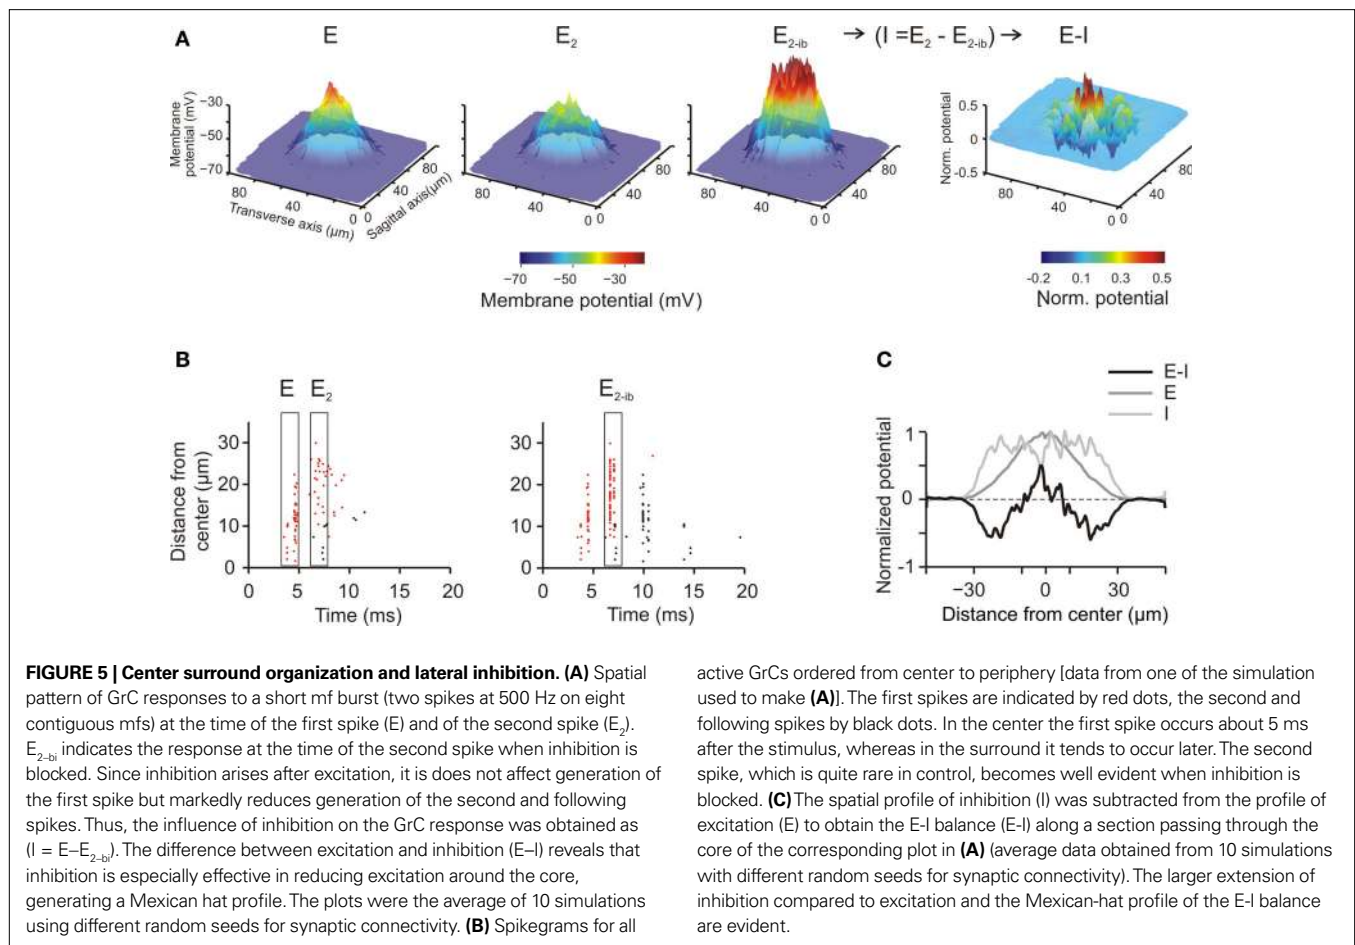 A
E
E2
E2-ib
→ (I =E2 - E2-ib) →
E-I
Membrane
potential (mV)
−30
−50
−70
80
40
0
0
40
80
Transverse axis (µm)
Sagittal axis(µm)
80
40
0
0
40
80
80
40
0
0
40
80
Norm. potential
0.5
0
-0.5
80
40
0
0
40
80
−70 −50 −30
Membrane potential (mV)
-0.2 0.1 0.3 0.5
Norm. potential
B
E E2
Distance from
center (µm)
30
20
10
0
0 5 10 15 20
Time (ms)
E2-ib
30
20
10
0
0 5 10 15 20
Time (ms)
C
E-I
E
I
Normalized potential
1
0
-1
−30 0 30
Distance from center (µm)
FIGURE 5 | Center surround organization and lateral inhibition. (A) Spatial
pattern of GrC responses to a short mf burst (two spikes at 500 Hz on eight
contiguous mfs) at the time of the first spike (E) and of the second spike (E2).
E2–bi indicates the response at the time of the second spike when inhibition is
blocked. Since inhibition arises after excitation, it is does not affect generation of
the first spike but markedly reduces generation of the second and following
spikes. Thus, the influence of inhibition on the GrC response was obtained as
(I = E–E2–bi). The difference between excitation and inhibition (E–I) reveals that
inhibition is especially effective in reducing excitation around the core,
generating a Mexican hat profile. The plots were the average of 10 simulations
using different random seeds for synaptic connectivity. (B) Spikegrams for all
active GrCs ordered from center to periphery [data from one of the simulation
used to make (A)]. The first spikes are indicated by red dots, the second and
following spikes by black dots. In the center the first spike occurs about 5 ms
after the stimulus, whereas in the surround it tends to occur later. The second
spike, which is quite rare in control, becomes well evident when inhibition is
blocked. (C) The spatial profile of inhibition (I) was subtracted from the profile of
excitation (E) to obtain the E-I balance (E-I) along a section passing through the
core of the corresponding plot in (A) (average data obtained from 10 simulations
with different random seeds for synaptic connectivity). The larger extension of
inhibition compared to excitation and the Mexican-hat profile of the E-I balance
are evident.